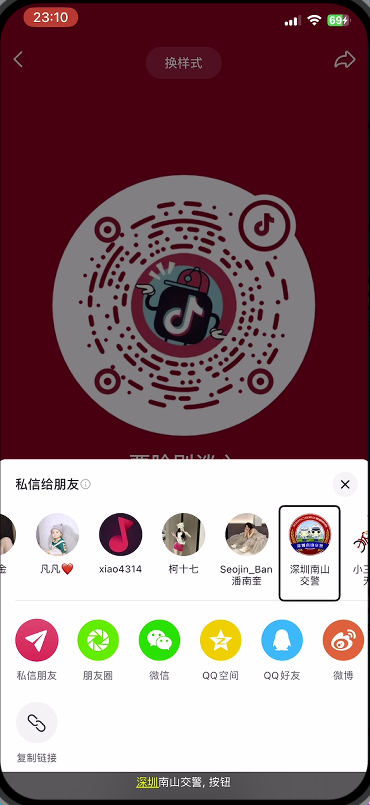 23:10
69
换样式
私信给朋友
金
凡凡❤️
xiao4314
柯十七
Seojin_Ban
潘南奎
深圳南山
交警
小三
私信朋友
朋友圈
微信
QQ空间
QQ好友
微博
复制链接
深圳南山交警, 按钮